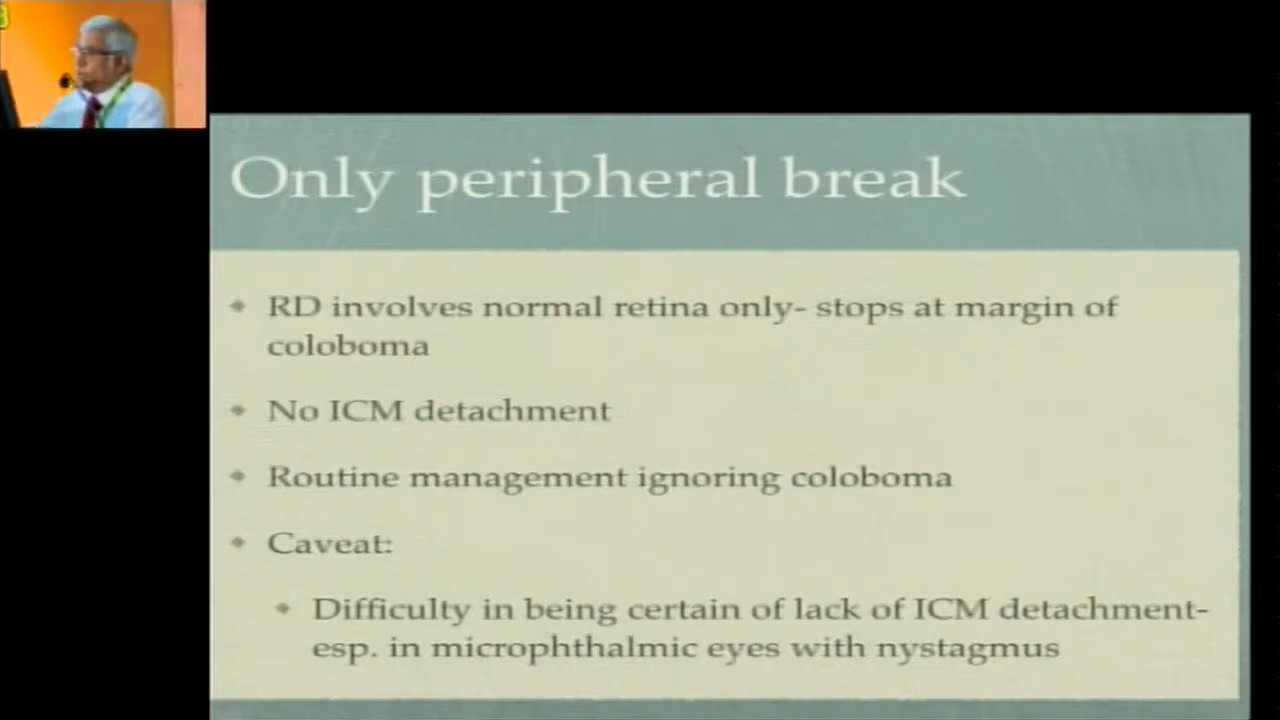 Only peripheral break
RD involves normal retina only- stops at margin of
coloboma
No ICM detachment
Routine management ignoring coloboma
Caveat:
Difficulty in being certain of lack of ICM detachment-
esp. in microphthalmic eyes with nystagmus